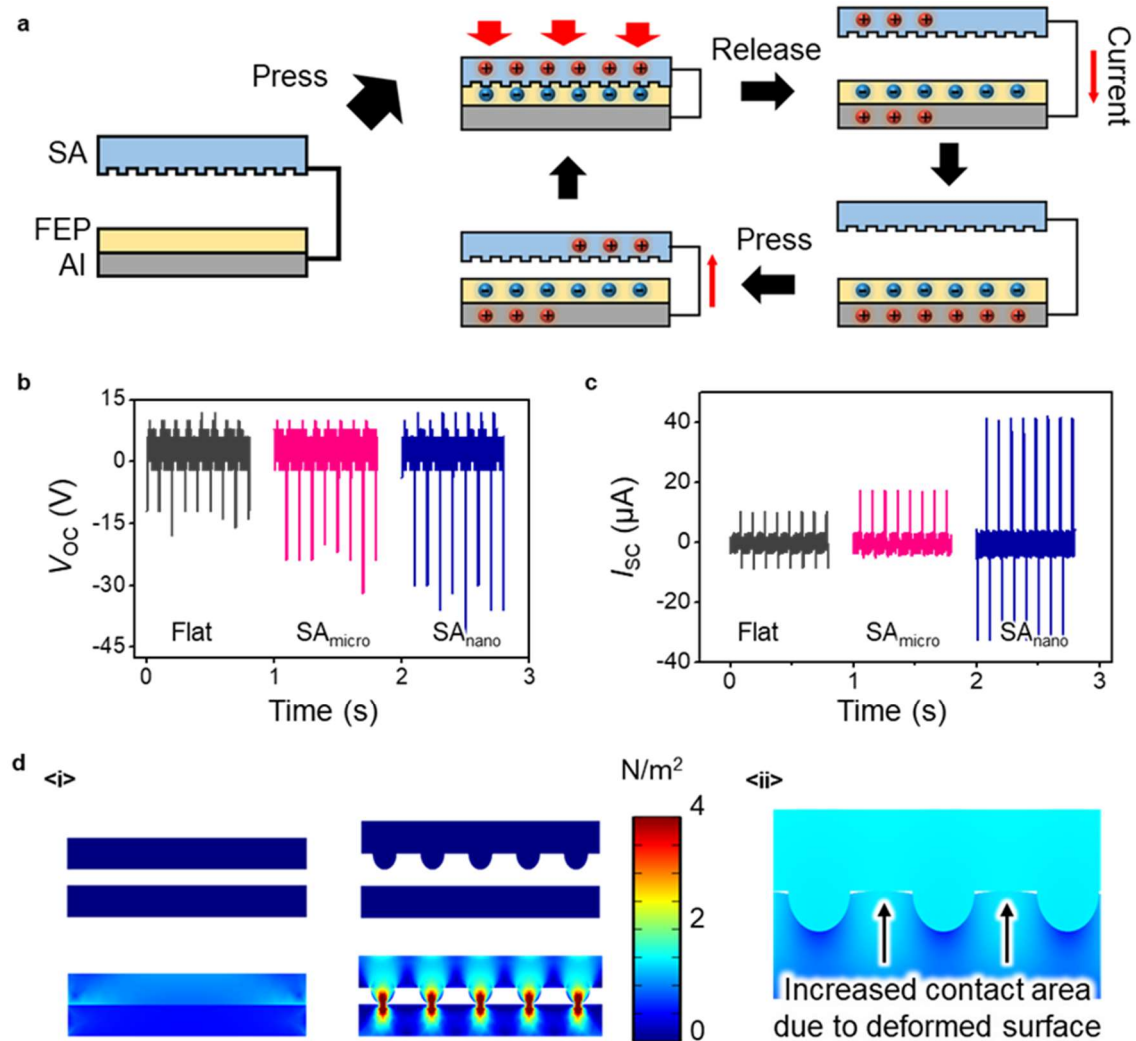 a
Press
Release
Current
SA
FEP
Al
Press
b
15
0
-15
-30
-45
V_OC (V)
Flat
SA_micro
SA_nano
0
1
2
3
Time (s)
c
40
20
0
-20
-40
I_SC (μA)
Flat
SA_micro
SA_nano
0
1
2
3
Time (s)
d
<i>
N/m²
4
2
0
<ii>
Increased contact area
due to deformed surface